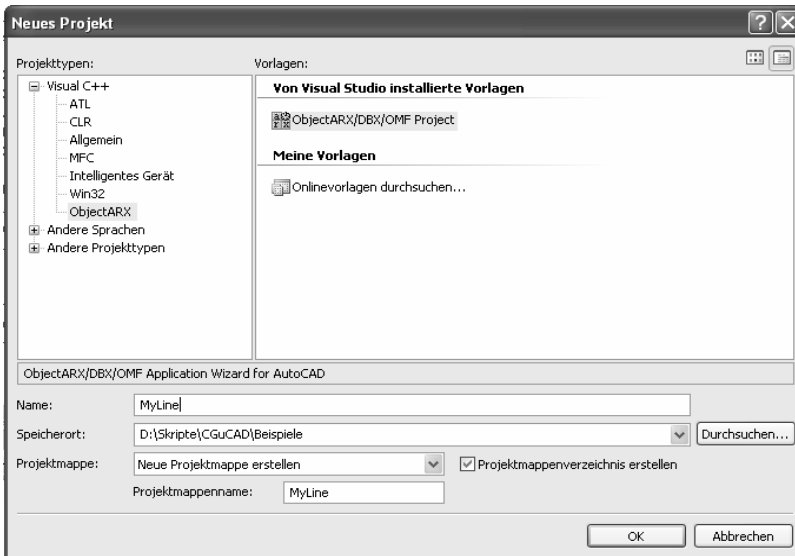 Neues Projekt
Projekttypen:
Vorlagen:
Visual C++
ATL
CLR
Allgemein
MFC
Intelligentes Gerät
Win32
ObjectARX
Andere Sprachen
Andere Projekttypen
Von Visual Studio installierte Vorlagen
ObjectARX/DBX/OMF Project
Meine Vorlagen
Onlinevorlagen durchsuchen...
ObjectARX/DBX/OMF Application Wizard for AutoCAD
Name:
MyLine
Speicherort:
D:\Skripte\CGuCAD\Beispiele
Durchsuchen...
Projektmappe:
Neue Projektmappe erstellen
Projektmappenverzeichnis erstellen
Projektmappenname:
MyLine
OK
Abbrechen